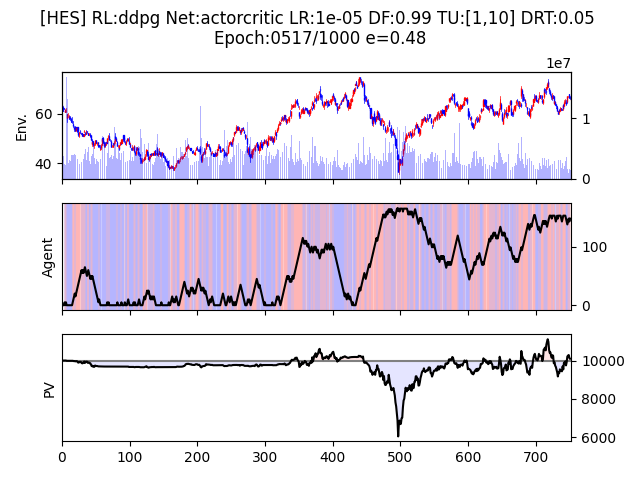 [HES] RL:ddpg Net:actorcritic LR:1e-05 DF:0.99 TU:[1,10] DRT:0.05
Epoch:0517/1000 e=0.48
1e7
Env.
60
40
1
0
Agent
100
0
PV
10000
8000
6000
0 100 200 300 400 500 600 700